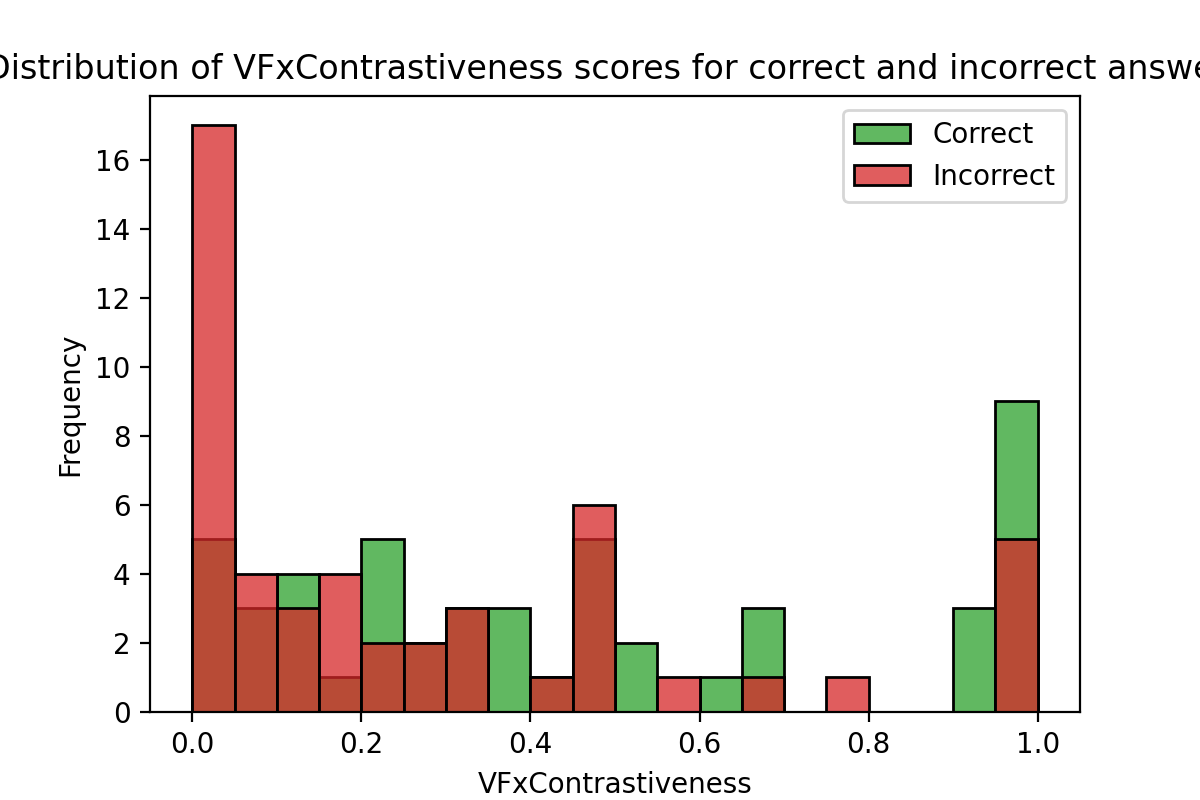 Distribution of VFxContrastiveness scores for correct and incorrect answe
Correct
Incorrect
16
14
12
10
8
6
4
2
0
Frequency
0.0 0.2 0.4 0.6 0.8 1.0
VFxContrastiveness